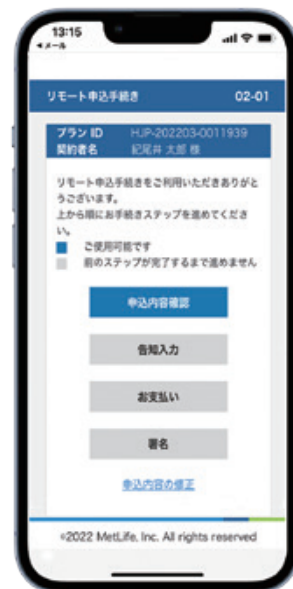 13:15
◀メール
リモート申込手続き 02-01
プラン ID HJP-202203-0011939
契約者名 紀尾井 太郎 様
リモート申込手続きをご利用いただきありがと
うございます。
上から順にお手続きステップを進めてくださ
い。
ご使用可能です
前のステップが完了するまで進めません
申込内容確認
告知入力
お支払い
署名
申込内容の修正
©2022 MetLife, Inc. All rights reserved